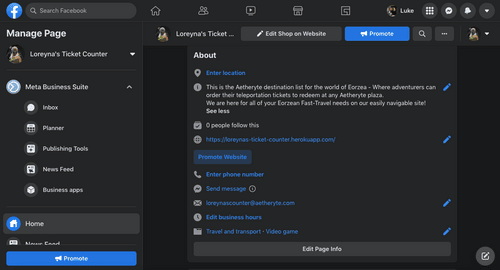 Search Facebook
Luke
Manage Page
Loreyna's Ticket Counter
Loreyna's Ticket ...
Edit Shop on Website
Promote
Meta Business Suite
Inbox
Planner
Publishing Tools
News Feed
Business apps
Home
News Feed
Promote
About
Enter location
This is the Aetheryte destination list for the world of Eorzea - Where adventurers can
order their teleportation tickets to redeem at any Aetheryte plaza.
We are here for all of your Eorzean Fast-Travel needs on our easily navigable site!
See less
0 people follow this
https://loreynas-ticket-counter.herokuapp.com/
Promote Website
Enter phone number
Send message
loreynascounter@aetheryte.com
Edit business hours
Travel and transport · Video game
Edit Page Info